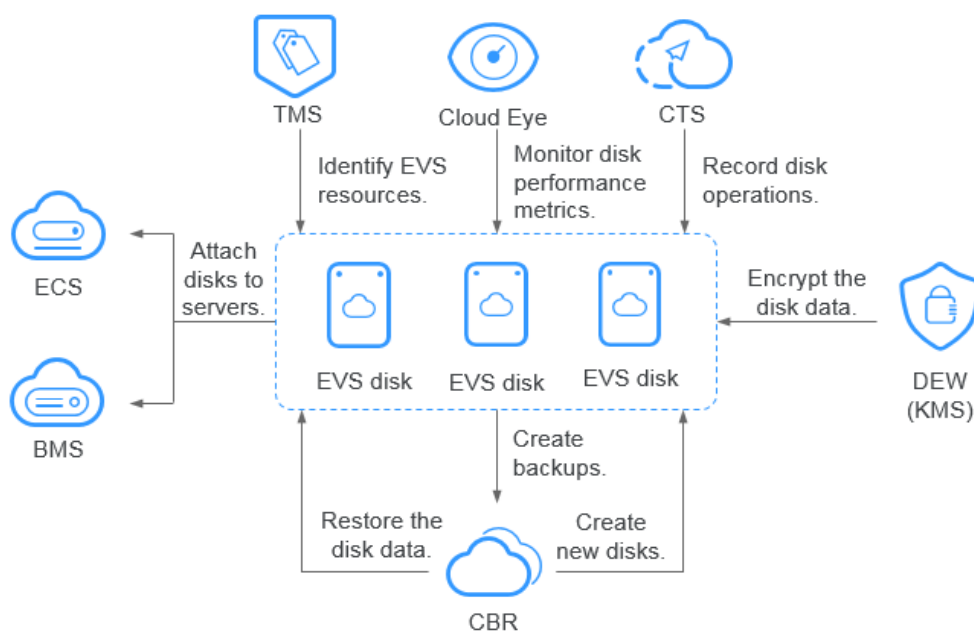 TMS
Cloud Eye
CTS
Identify EVS
resources.
Monitor disk
performance
metrics.
Record disk
operations.
ECS
Attach
disks to
servers.
BMS
EVS disk
EVS disk
EVS disk
Encrypt the
disk data.
DEW
(KMS)
Create
backups.
Restore the
disk data.
Create
new disks.
CBR